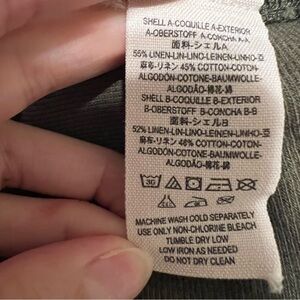 SHELL A-COQUILLE A-EXTERIOR
A-OBERSTOFF A-CONCHA A-A
面料-シェルA
55% LINEN-LIN-LINO-LEINEN-LINHO-亚
麻布-リネン 45% COTTON-COTON-
ALGODÓN-COTONE-BAUMWOLLE-
ALGODÃO-棉花-綿
SHELL B-COQUILLE B-EXTERIOR
B-OBERSTOFF B-CONCHA B-B
面料-シェルB
52% LINEN-LIN-LINO-LEINEN-LINHO-亚
麻布-リネン 48% COTTON-COTON-
ALGODÓN-COTONE-BAUMWOLLE-
ALGODÃO-棉花-綿
30
MACHINE WASH COLD SEPARATELY
USE ONLY NON-CHLORINE BLEACH
TUMBLE DRY LOW
LOW IRON AS NEEDED
DO NOT DRY CLEAN